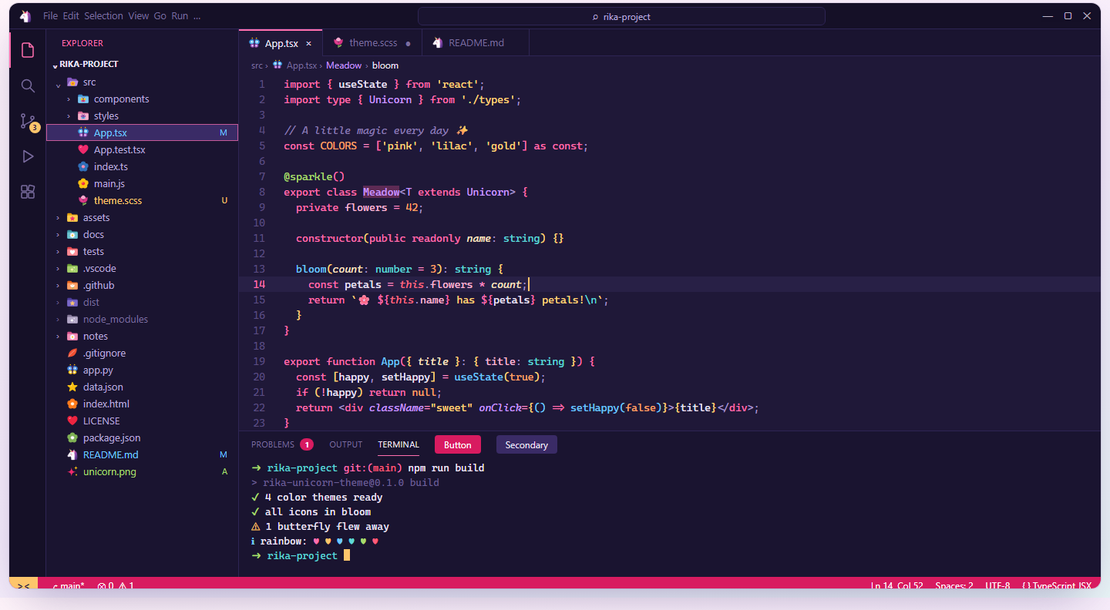 File Edit Selection View Go Run ...
rika-project
EXPLORER
RIKA-PROJECT
src
components
styles
App.tsx M
App.test.tsx
index.ts
main.js
theme.scss U
assets
docs
tests
.vscode
.github
dist
node_modules
notes
.gitignore
app.py
data.json
index.html
LICENSE
package.json
README.md M
unicorn.png A
3
App.tsx × theme.scss ● README.md
src › App.tsx › Meadow › bloom
1 import { useState } from 'react';
2 import type { Unicorn } from './types';
3
4 // A little magic every day ✨
5 const COLORS = ['pink', 'lilac', 'gold'] as const;
6
7 @sparkle()
8 export class Meadow<T extends Unicorn> {
9 private flowers = 42;
10
11 constructor(public readonly name: string) {}
12
13 bloom(count: number = 3): string {
14 const petals = this.flowers * count;
15 return `🌸 ${this.name} has ${petals} petals!\n`;
16 }
17 }
18
19 export function App({ title }: { title: string }) {
20 const [happy, setHappy] = useState(true);
21 if (!happy) return null;
22 return <div className="sweet" onClick={() => setHappy(false)}>{title}</div>;
23 }
PROBLEMS 1 OUTPUT TERMINAL Button Secondary
→ rika-project git:(main) npm run build
> rika-unicorn-theme@0.1.0 build
✓ 4 color themes ready
✓ all icons in bloom
⚠ 1 butterfly flew away
ℹ rainbow: ♥ ♥ ♥ ♥ ♥ ♥
→ rika-project
main* 0 1 Ln 14, Col 52 Spaces: 2 UTF-8 {} TypeScript JSX